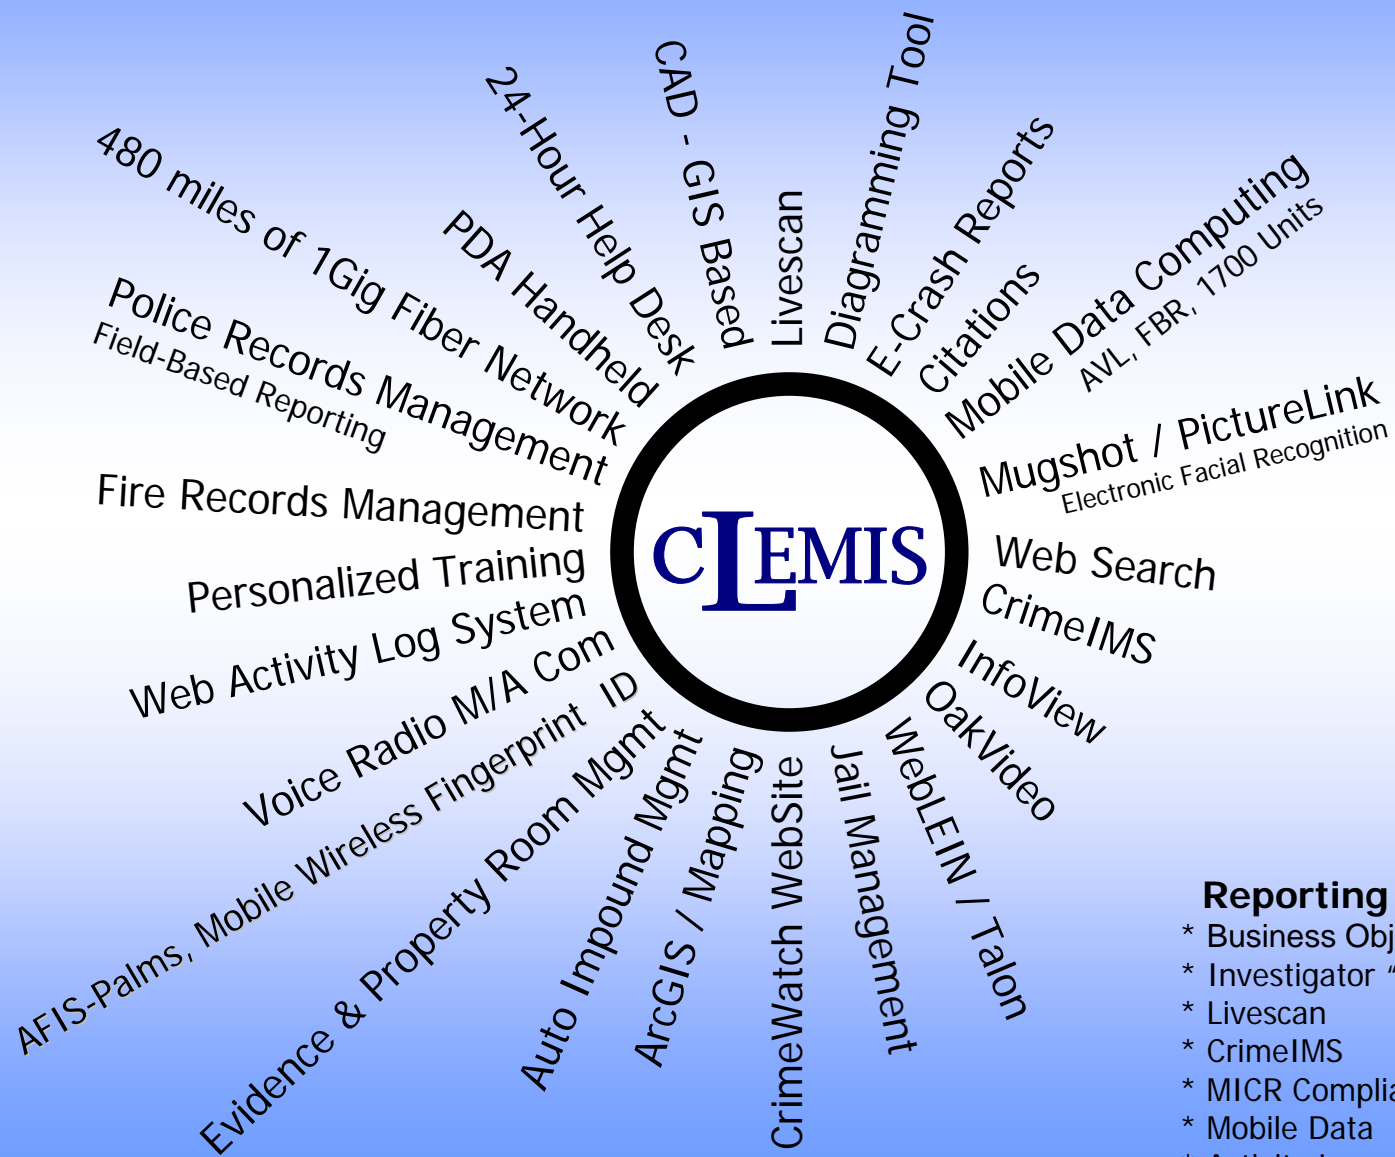 480 miles of 1Gig Fiber Network
24-Hour Help Desk
PDA Handheld
CAD - GIS Based
Livescan
Diagramming Tool
E-Crash Reports
Citations
Mobile Data Computing
AVL, FBR, 1700 Units
Mugshot / PictureLink
Electronic Facial Recognition
Web Search
CrimeIMS
InfoView
OakVideo
WebLEIN / Talon
Jail Management
CrimeWatch WebSite
ArcGIS / Mapping
Auto Impound Mgmt
Evidence & Property Room Mgmt
AFIS-Palms, Mobile Wireless Fingerprint ID
Voice Radio M/A Com
Web Activity Log System
Personalized Training
Fire Records Management
Police Records Management
Field-Based Reporting
CLEMIS
Reporting
* Business Obj
* Investigator “
* Livescan
* CrimeIMS
* MICR Complia
* Mobile Data